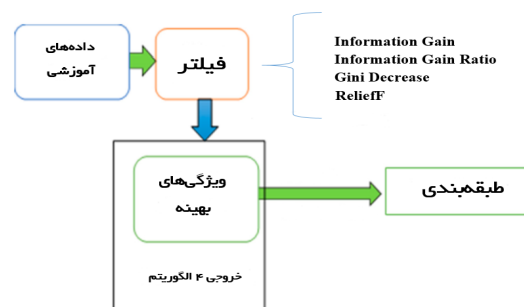 داده‌های
آموزشی
فیلتر
Information Gain
Information Gain Ratio
Gini Decrease
ReliefF
ویژگی‌های
بهینه
طبقه‌بندی
خروجی ۴ الگوریتم